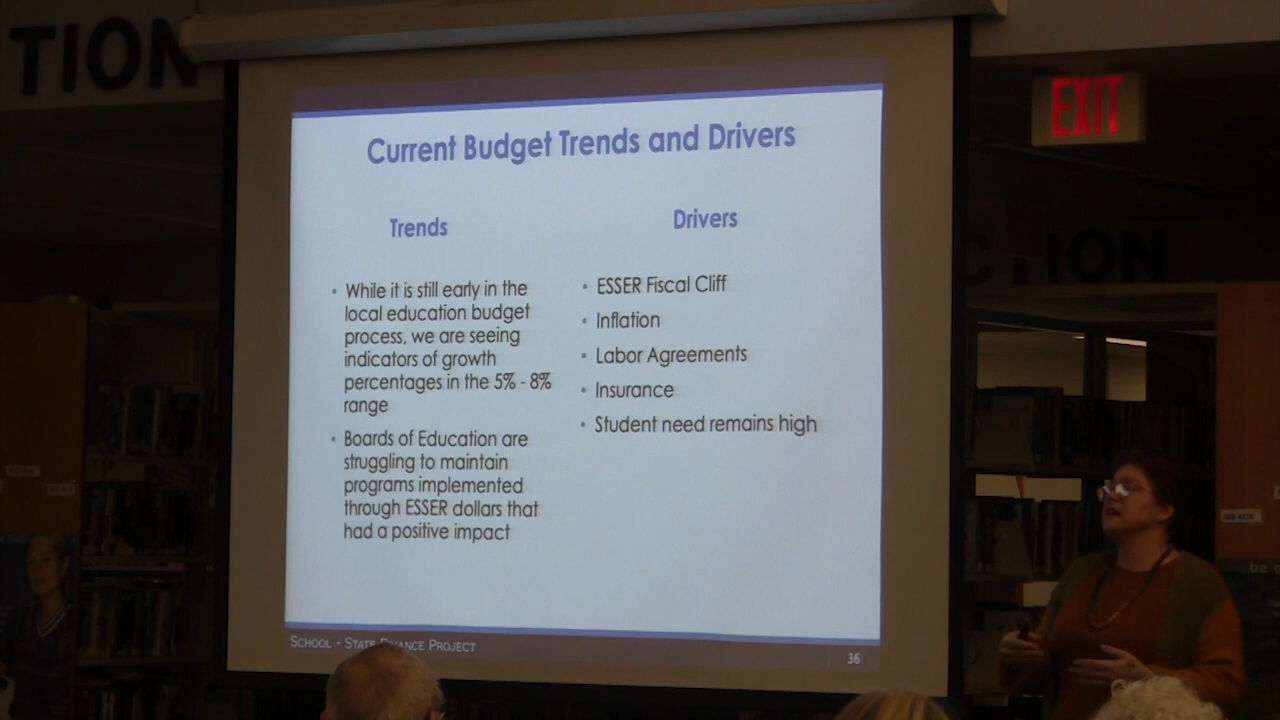 TION
EXIT
Current Budget Trends and Drivers
Trends
While it is still early in the
local education budget
process, we are seeing
indicators of growth
percentages in the 5% - 8%
range
Boards of Education are
struggling to maintain
programs implemented
through ESSER dollars that
had a positive impact
Drivers
ESSER Fiscal Cliff
Inflation
Labor Agreements
Insurance
Student need remains high
SCHOOL + STATE FINANCE PROJECT
36
CTION
be